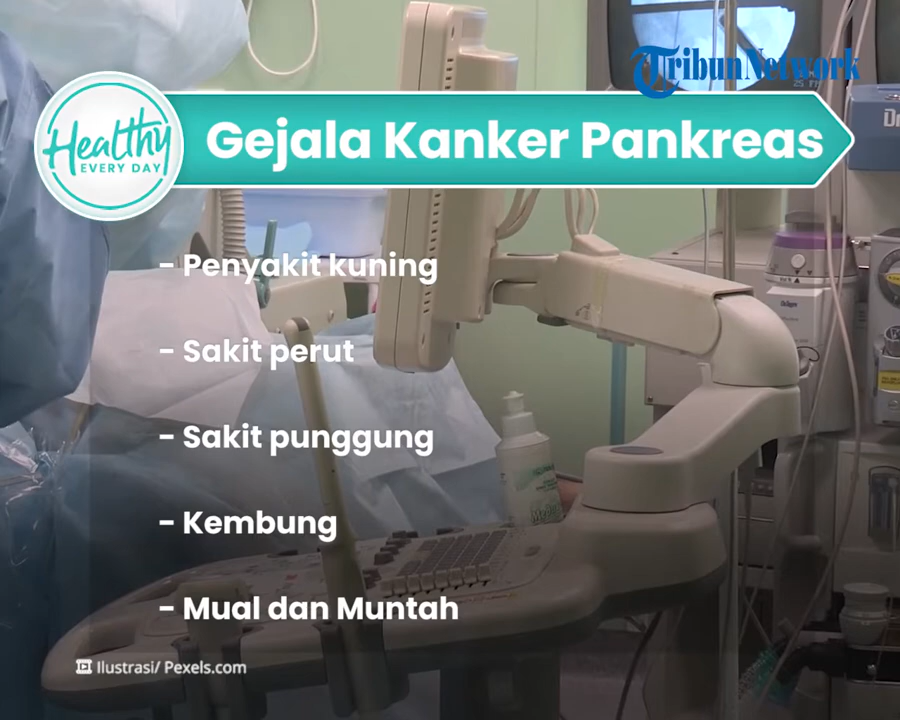 TribunNetwork
Healthy
EVERY DAY
Gejala Kanker Pankreas
- Penyakit kuning
- Sakit perut
- Sakit punggung
- Kembung
- Mual dan Muntah
Ilustrasi/ Pexels.com